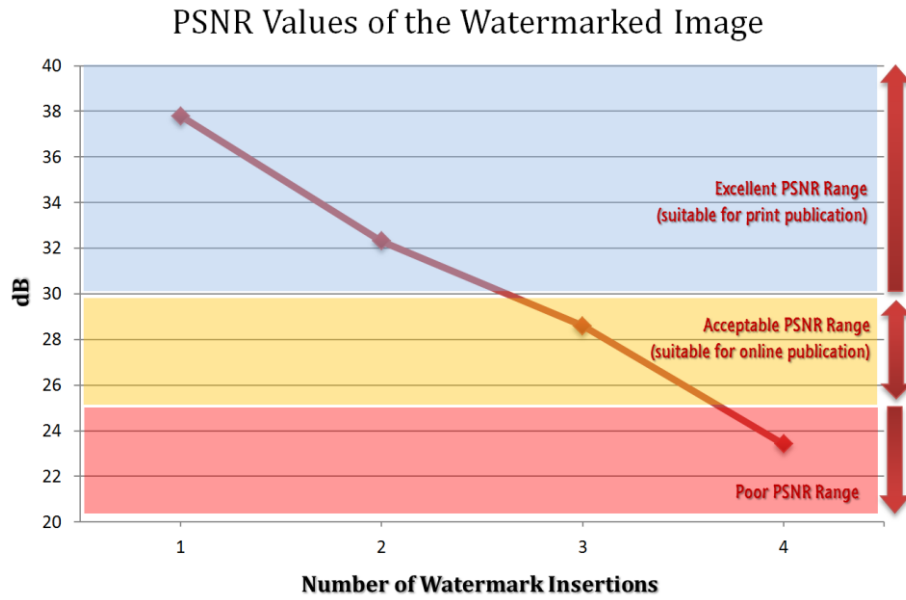 PSNR Values of the Watermarked Image
40
38
36
34
32
30
28
26
24
22
20
dB
Excellent PSNR Range
(suitable for print publication)
Acceptable PSNR Range
(suitable for online publication)
Poor PSNR Range
1 2 3 4
Number of Watermark Insertions